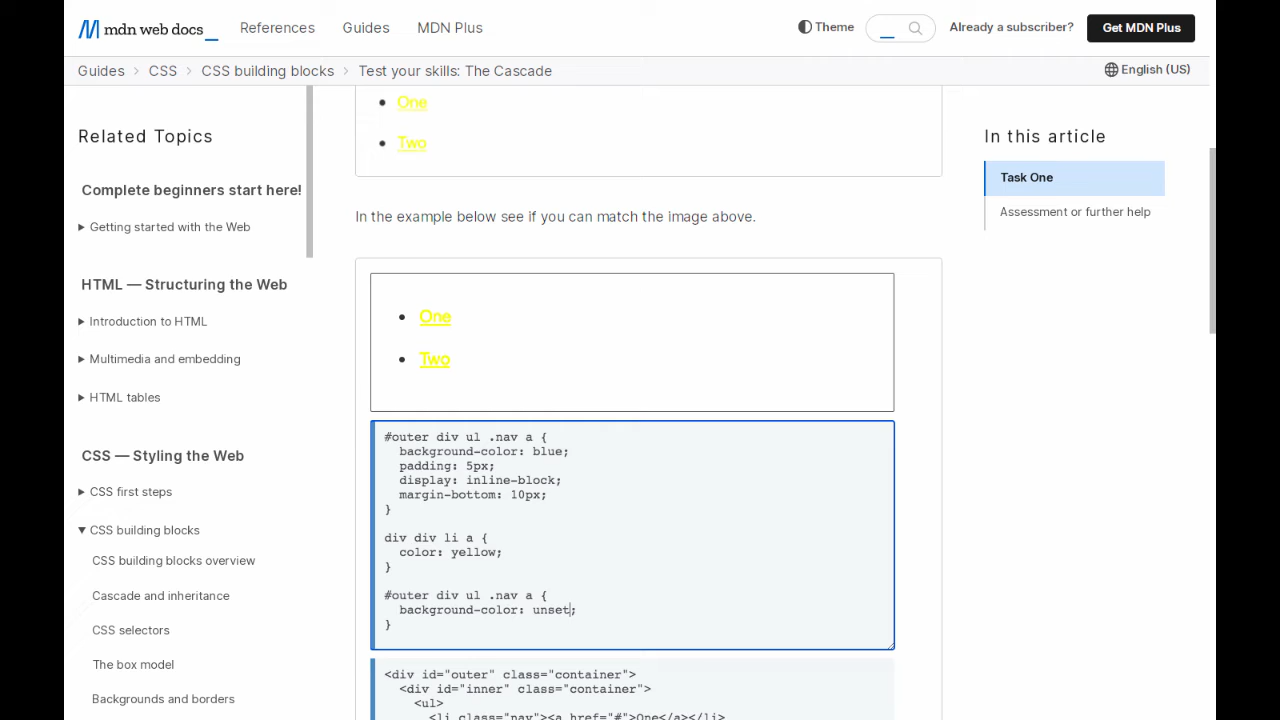 mdn web docs_
References
Guides
MDN Plus
Theme
Already a subscriber?
Get MDN Plus
Guides
CSS
CSS building blocks
Test your skills: The Cascade
English (US)
Related Topics
Complete beginners start here!
Getting started with the Web
HTML — Structuring the Web
Introduction to HTML
Multimedia and embedding
HTML tables
CSS — Styling the Web
CSS first steps
CSS building blocks
CSS building blocks overview
Cascade and inheritance
CSS selectors
The box model
Backgrounds and borders
One
Two
In the example below see if you can match the image above.
One
Two
#outer div ul .nav a {
  background-color: blue;
  padding: 5px;
  display: inline-block;
  margin-bottom: 10px;
}
div div li a {
  color: yellow;
}
#outer div ul .nav a {
  background-color: unset;
}
<div id="outer" class="container">
  <div id="inner" class="container">
    <ul>
      <li class="nav"><a href="#">One</a></li>
In this article
Task One
Assessment or further help